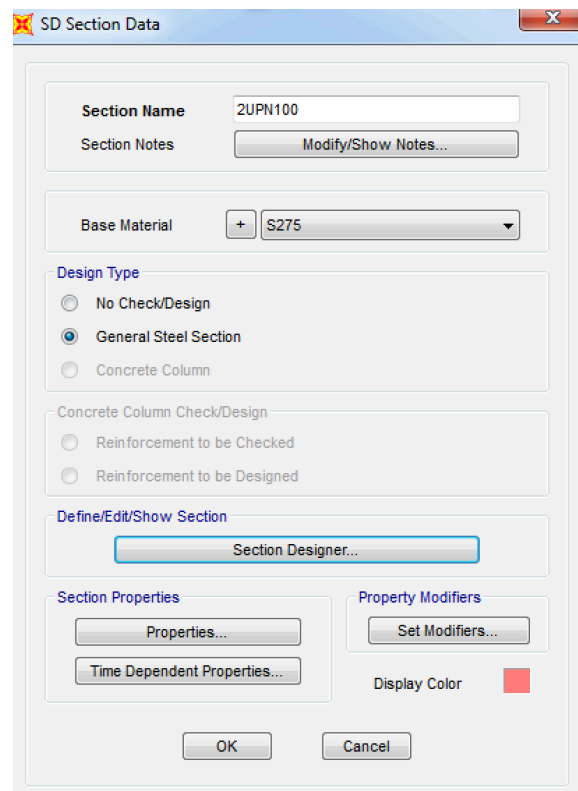 SD Section Data
Section Name 2UPN100
Section Notes Modify/Show Notes...
Base Material + S275
Design Type
No Check/Design
General Steel Section
Concrete Column
Concrete Column Check/Design
Reinforcement to be Checked
Reinforcement to be Designed
Define/Edit/Show Section
Section Designer...
Section Properties
Properties...
Time Dependent Properties...
Property Modifiers
Set Modifiers...
Display Color
OK Cancel